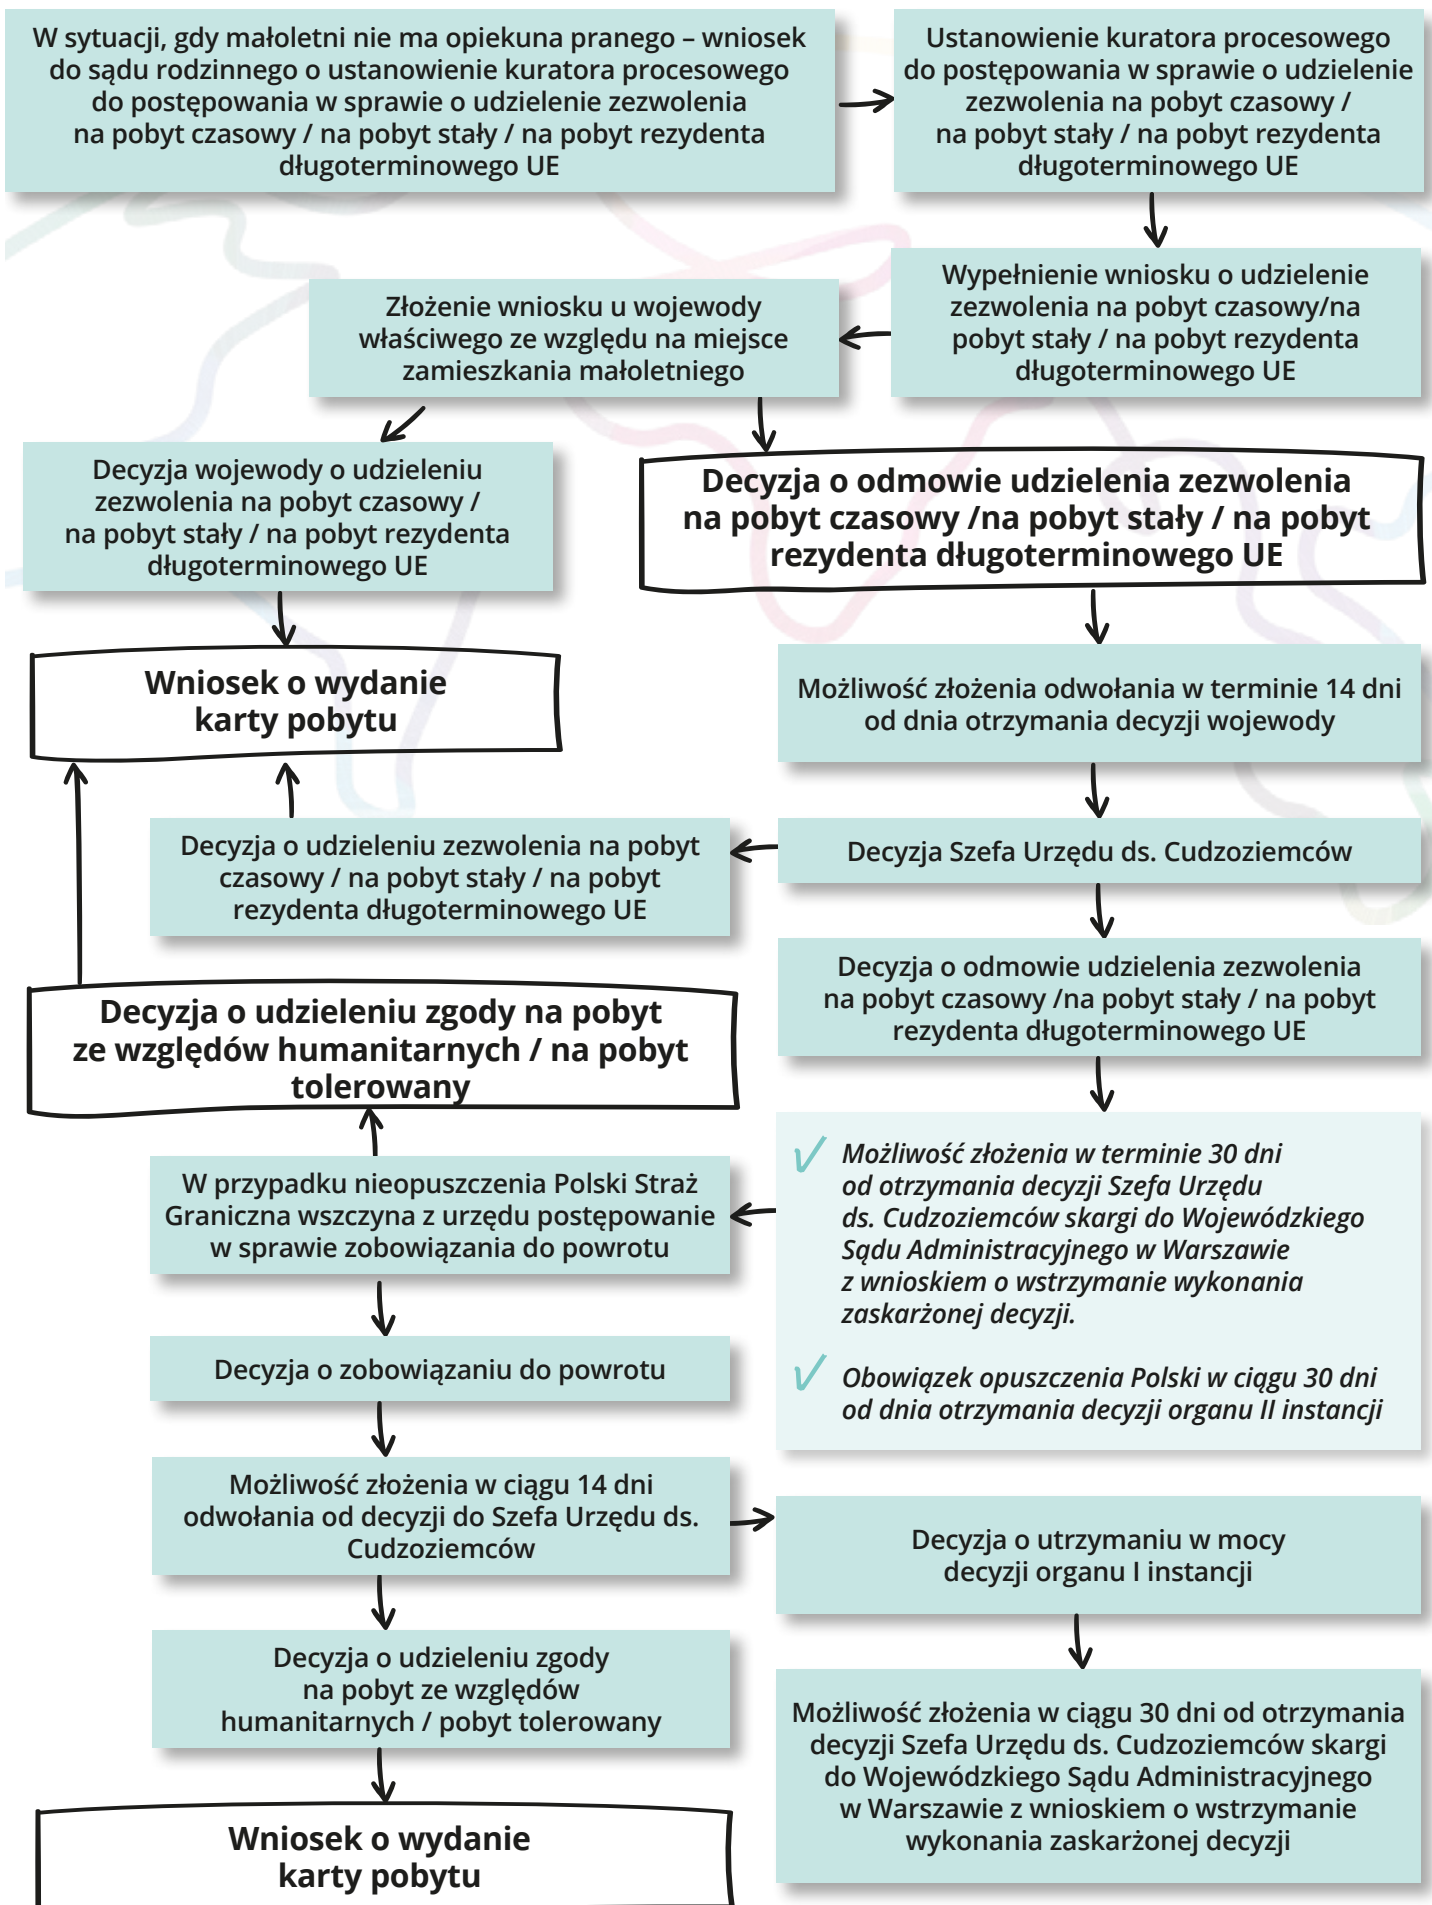 W sytuacji, gdy małoletni nie ma opiekuna pranego – wniosek
do sądu rodzinnego o ustanowienie kuratora procesowego
do postępowania w sprawie o udzielenie zezwolenia
na pobyt czasowy / na pobyt stały / na pobyt rezydenta
długoterminowego UE
Ustanowienie kuratora procesowego
do postępowania w sprawie o udzielenie
zezwolenia na pobyt czasowy /
na pobyt stały / na pobyt rezydenta
długoterminowego UE
Wypełnienie wniosku o udzielenie
zezwolenia na pobyt czasowy/na
pobyt stały / na pobyt rezydenta
długoterminowego UE
Złożenie wniosku u wojewody
właściwego ze względu na miejsce
zamieszkania małoletniego
Decyzja wojewody o udzieleniu
zezwolenia na pobyt czasowy /
na pobyt stały / na pobyt rezydenta
długoterminowego UE
Decyzja o odmowie udzielenia zezwolenia
na pobyt czasowy /na pobyt stały / na pobyt
rezydenta długoterminowego UE
Wniosek o wydanie
karty pobytu
Możliwość złożenia odwołania w terminie 14 dni
od dnia otrzymania decyzji wojewody
Decyzja o udzieleniu zezwolenia na pobyt
czasowy / na pobyt stały / na pobyt
rezydenta długoterminowego UE
Decyzja Szefa Urzędu ds. Cudzoziemców
Decyzja o odmowie udzielenia zezwolenia
na pobyt czasowy /na pobyt stały / na pobyt
rezydenta długoterminowego UE
Decyzja o udzieleniu zgody na pobyt
ze względów humanitarnych / na pobyt
tolerowany
Możliwość złożenia w terminie 30 dni
od otrzymania decyzji Szefa Urzędu
ds. Cudzoziemców skargi do Wojewódzkiego
Sądu Administracyjnego w Warszawie
z wnioskiem o wstrzymanie wykonania
zaskarżonej decyzji.
Obowiązek opuszczenia Polski w ciągu 30 dni
od dnia otrzymania decyzji organu II instancji
W przypadku nieopuszczenia Polski Straż
Graniczna wszczyna z urzędu postępowanie
w sprawie zobowiązania do powrotu
Decyzja o zobowiązaniu do powrotu
Możliwość złożenia w ciągu 14 dni
odwołania od decyzji do Szefa Urzędu ds.
Cudzoziemców
Decyzja o utrzymaniu w mocy
decyzji organu I instancji
Decyzja o udzieleniu zgody
na pobyt ze względów
humanitarnych / pobyt tolerowany
Możliwość złożenia w ciągu 30 dni od otrzymania
decyzji Szefa Urzędu ds. Cudzoziemców skargi
do Wojewódzkiego Sądu Administracyjnego
w Warszawie z wnioskiem o wstrzymanie
wykonania zaskarżonej decyzji
Wniosek o wydanie
karty pobytu